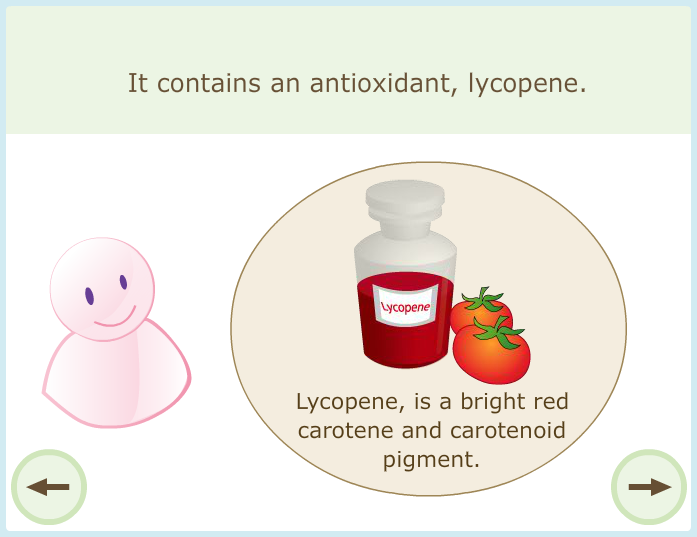 It contains an antioxidant, lycopene.
Lycopene
Lycopene, is a bright red
carotene and carotenoid
pigment.